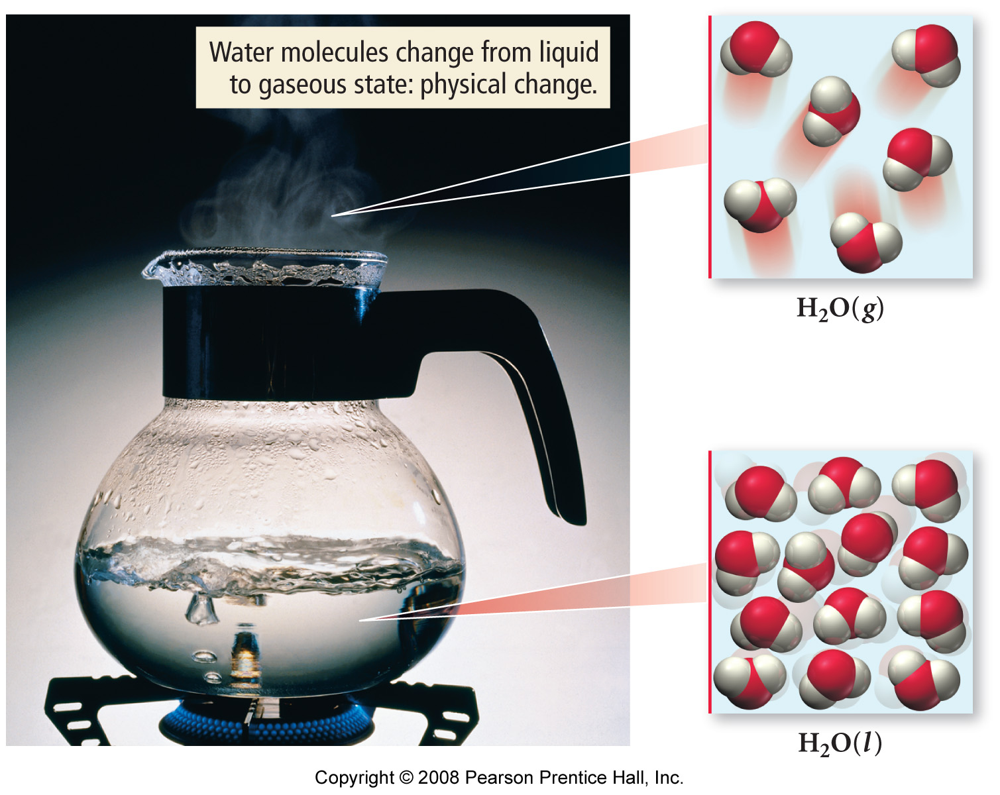 Water molecules change from liquid
to gaseous state: physical change.
H₂O(g)
H₂O(l)
Copyright © 2008 Pearson Prentice Hall, Inc.